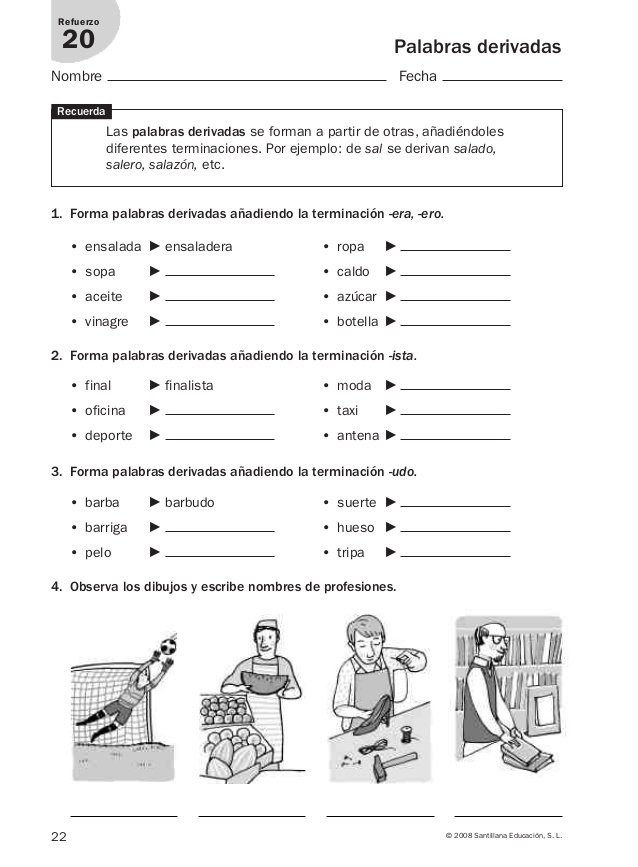 Refuerzo
20
Palabras derivadas
Nombre Fecha
Recuerda
Las palabras derivadas se forman a partir de otras, añadiéndoles
diferentes terminaciones. Por ejemplo: de sal se derivan salado,
salero, salazón, etc.
1. Forma palabras derivadas añadiendo la terminación -era, -ero.
• ensalada ► ensaladera • ropa ►
• sopa ► • caldo ►
• aceite ► • azúcar ►
• vinagre ► • botella ►
2. Forma palabras derivadas añadiendo la terminación -ista.
• final ► finalista • moda ►
• oficina ► • taxi ►
• deporte ► • antena ►
3. Forma palabras derivadas añadiendo la terminación -udo.
• barba ► barbudo • suerte ►
• barriga ► • hueso ►
• pelo ► • tripa ►
4. Observa los dibujos y escribe nombres de profesiones.
22 © 2008 Santillana Educación, S. L.